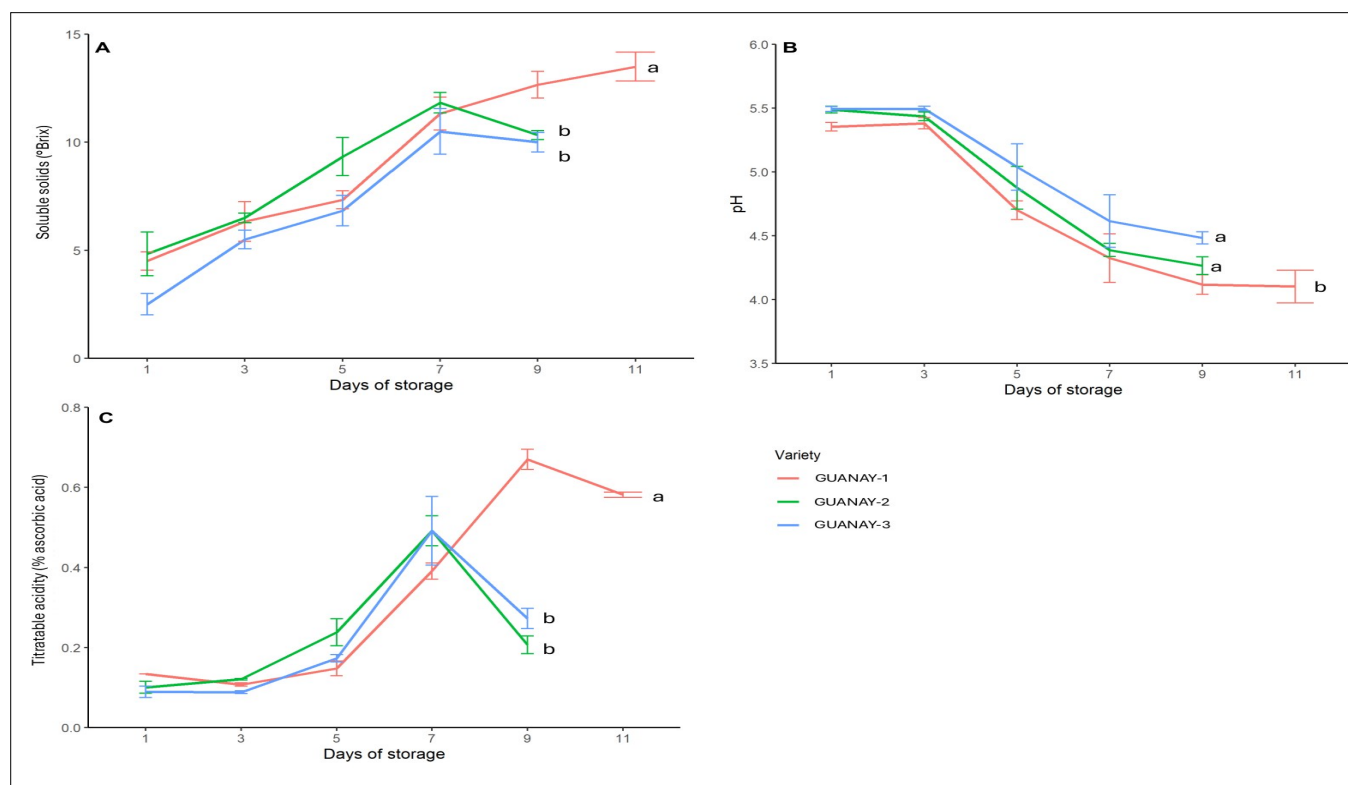 A
Soluble solids (ºBrix)
15
10
5
0
a
b
b
1 3 5 7 9 11
Days of storage
B
pH
6.0
5.5
5.0
4.5
4.0
3.5
a
a
b
1 3 5 7 9 11
Days of storage
C
Titratable acidity (% ascorbic acid)
0.8
0.6
0.4
0.2
0.0
a
b
b
1 3 5 7 9 11
Days of storage
Variety
GUANAY-1
GUANAY-2
GUANAY-3